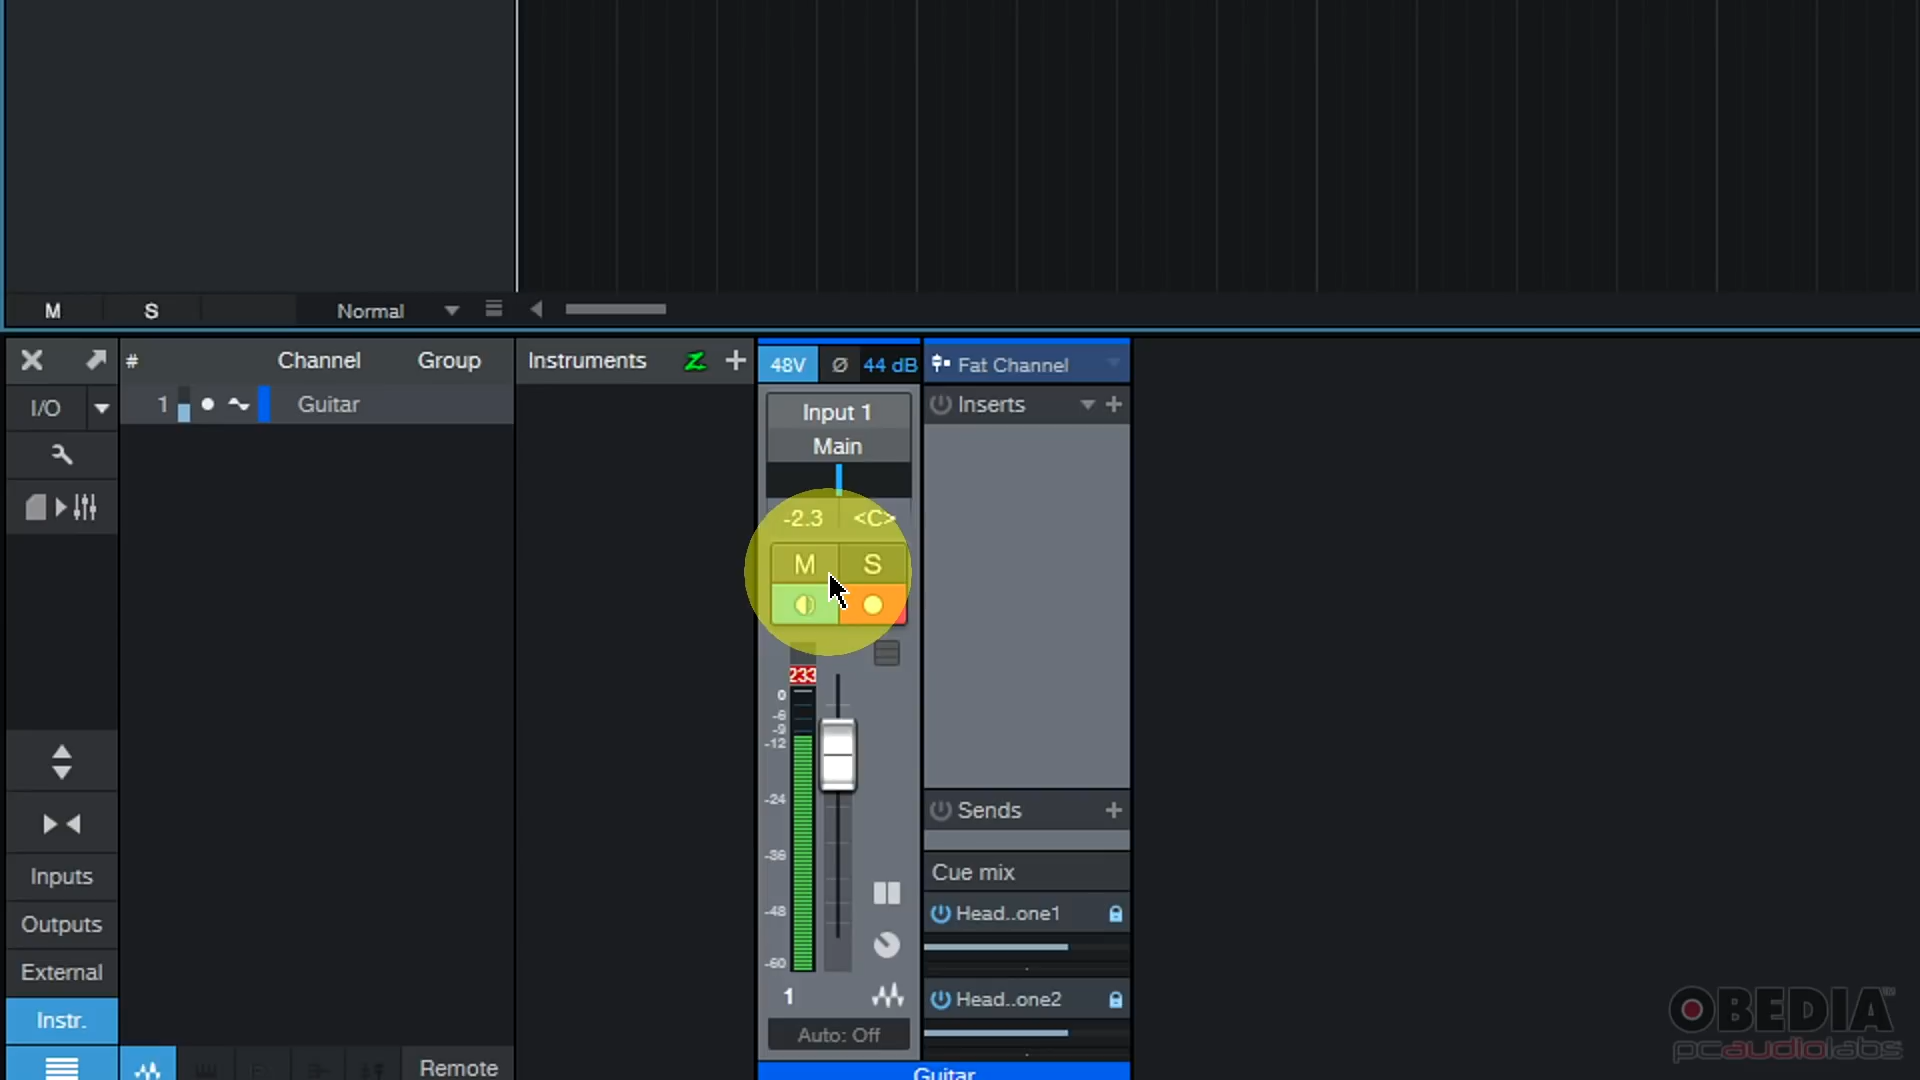 M S Normal
# Channel Group Instruments 48V Ø 44 dB Fat Channel
I/O 1 Guitar Input 1 Inserts
Main
-2.3 <C>
M S
233
0
-6
-9
-12
-24
-36
-48
-60
Sends
Cue mix
Head..one1
Head..one2
1
Auto: Off
Guitar
Inputs
Outputs
External
Instr.
Remote
OBEDIA
pcaudiolabs